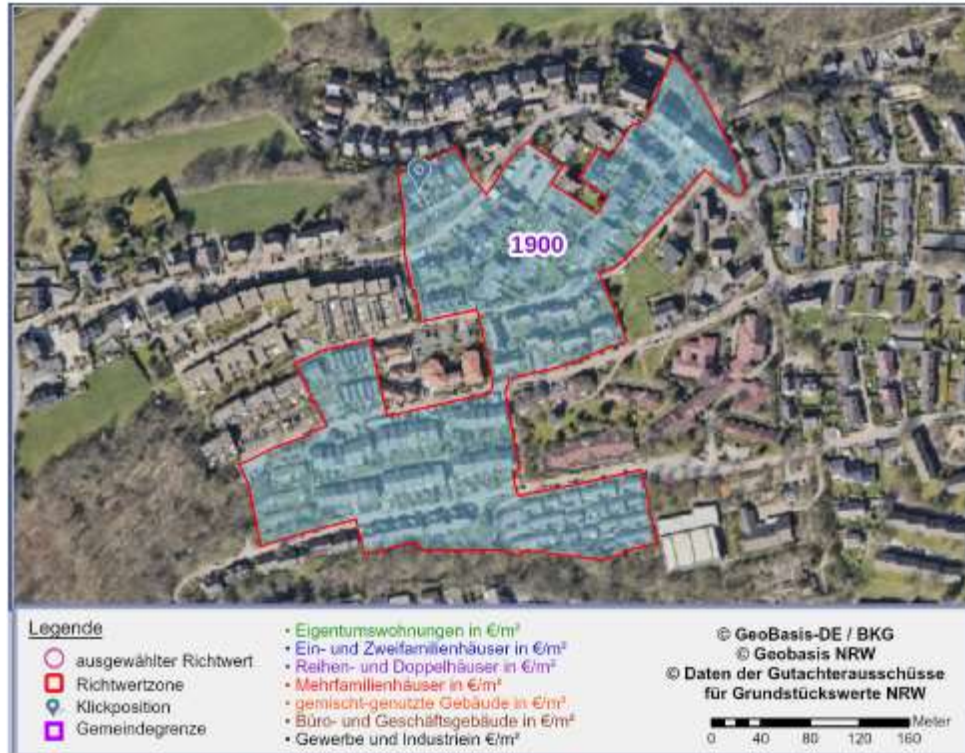 1900
Legende
ausgewählter Richtwert
Richtwertzone
Klickposition
Gemeindegrenze
• Eigentumswohnungen in €/m²
• Ein- und Zweifamilienhäuser in €/m²
• Reihen- und Doppelhäuser in €/m²
• Mehrfamilienhäuser in €/m²
• gemischt-genutzte Gebäude in €/m²
• Büro- und Geschäftsgebäude in €/m²
• Gewerbe und Industriein €/m²
© GeoBasis-DE / BKG
© Geobasis NRW
© Daten der Gutachterausschüsse
für Grundstückswerte NRW
Meter
0 40 80 120 160